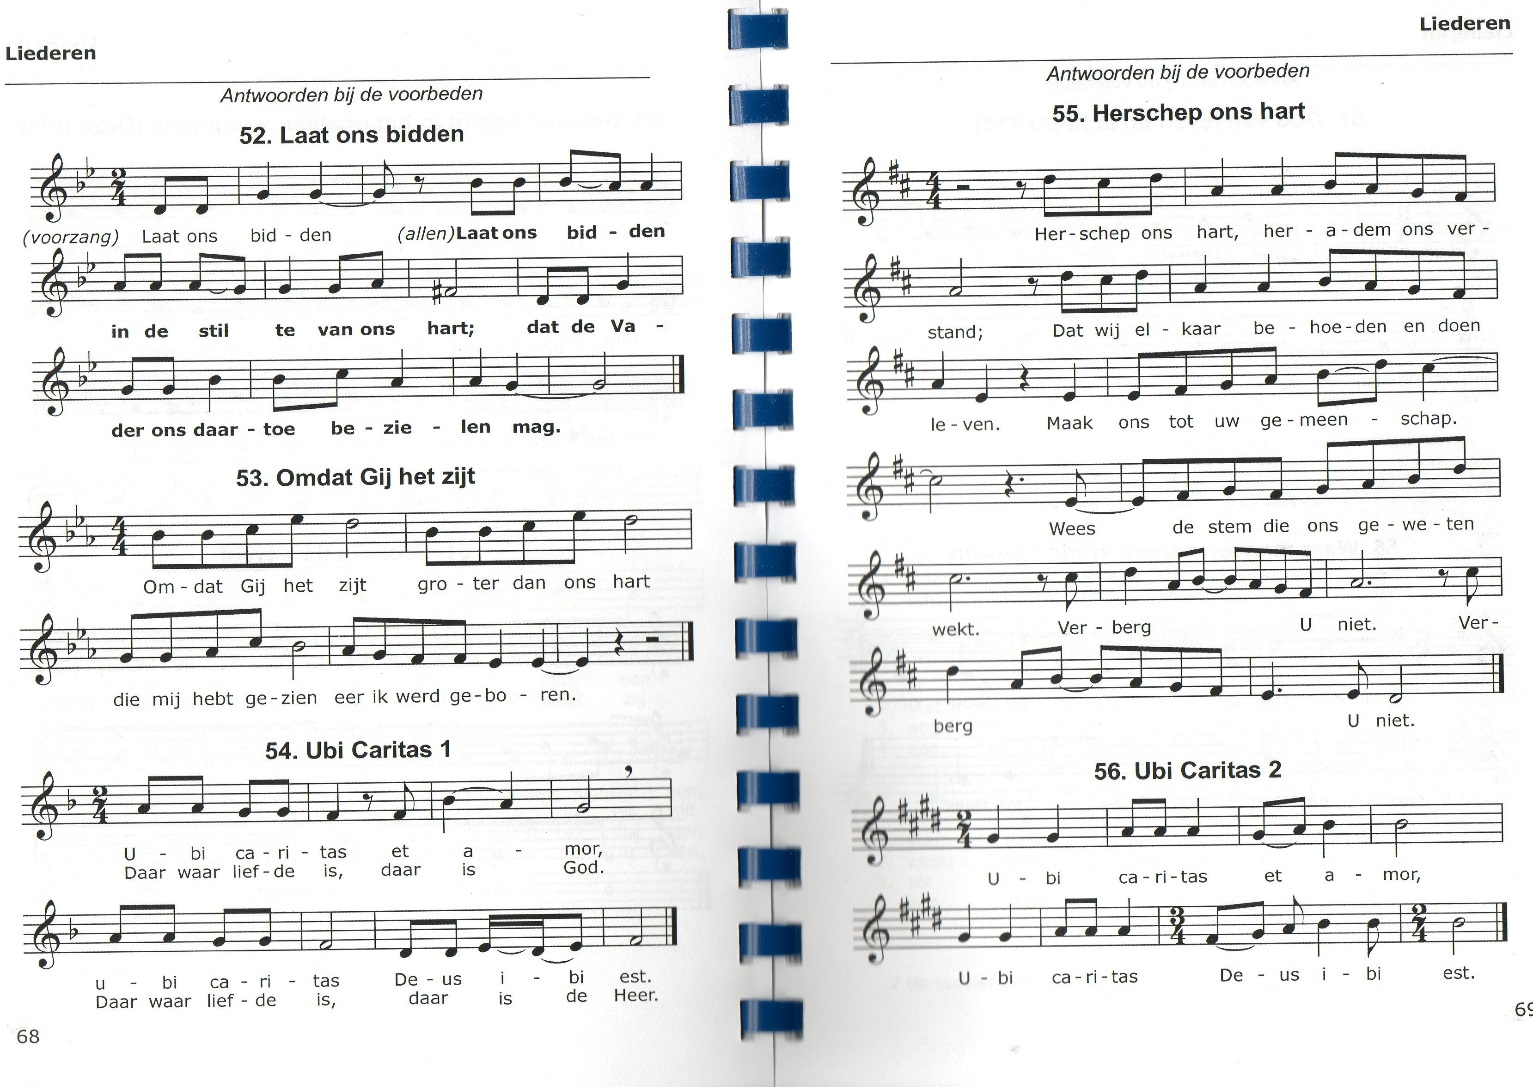 Liederen
Antwoorden bij de voorbeden
52. Laat ons bidden
(voorzang) Laat ons bid - den (allen) Laat ons bid - den
in de stil te van ons hart; dat de Va -
der ons daar - toe be - zie - len mag.
53. Omdat Gij het zijt
Om - dat Gij het zijt gro - ter dan ons hart
die mij hebt ge - zien eer ik werd ge - bo - ren.
54. Ubi Caritas 1
U - bi ca - ri - tas et a - mor,
Daar waar lief - de is, daar is God.
u - bi ca - ri - tas De - us i - bi est.
Daar waar lief - de is, daar is de Heer.
68
Liederen
Antwoorden bij de voorbeden
55. Herschep ons hart
Her - schep ons hart, her - a - dem ons ver -
stand; Dat wij el - kaar be - hoe - den en doen
le - ven. Maak ons tot uw ge - meen - schap.
Wees de stem die ons ge - we - ten
wekt. Ver - berg U niet. Ver -
berg U niet.
56. Ubi Caritas 2
U - bi ca - ri - tas et a - mor,
U - bi ca - ri - tas De - us i - bi est.
69